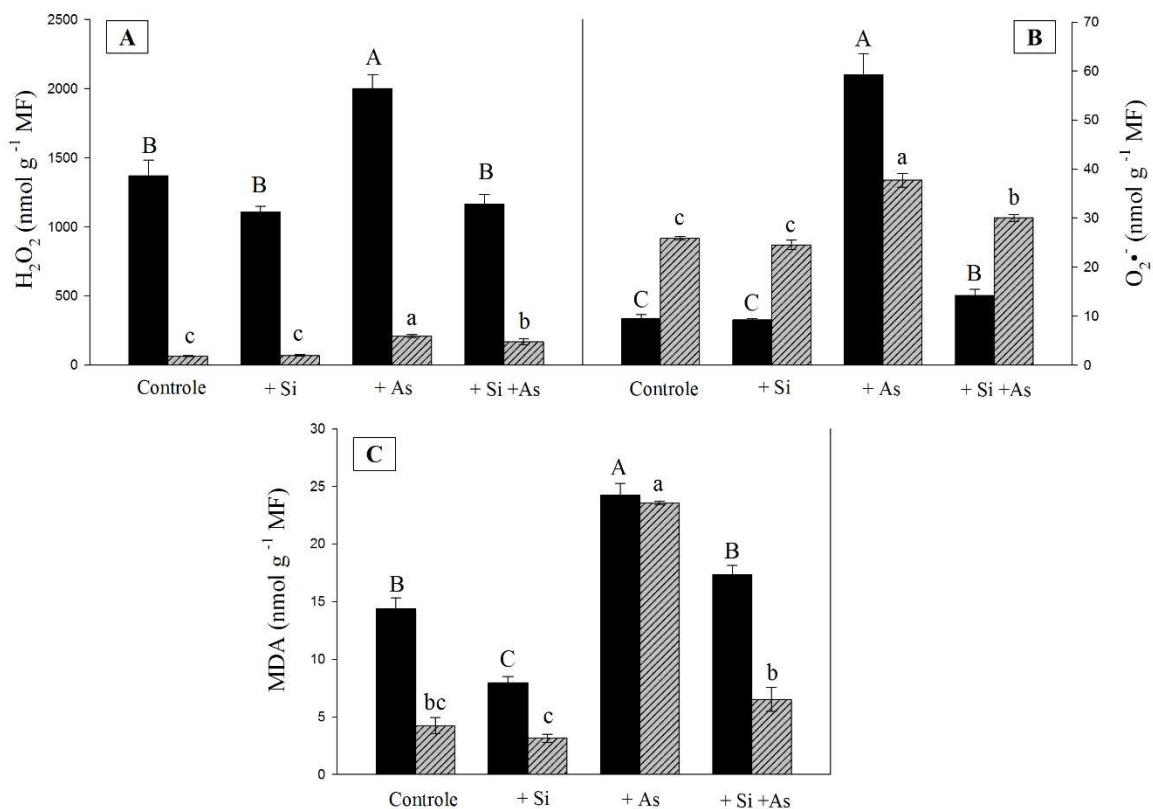 A
H₂O₂ (nmol g⁻¹ MF)
2500
2000
1500
1000
500
0
B
c
B
c
A
a
B
b
Controle
+ Si
+ As
+ Si +As
B
O₂•⁻ (nmol g⁻¹ MF)
70
60
50
40
30
20
10
0
C
c
C
c
A
a
B
b
Controle
+ Si
+ As
+ Si +As
C
MDA (nmol g⁻¹ MF)
30
25
20
15
10
5
0
B
bc
C
c
A
a
B
b
Controle
+ Si
+ As
+ Si +As